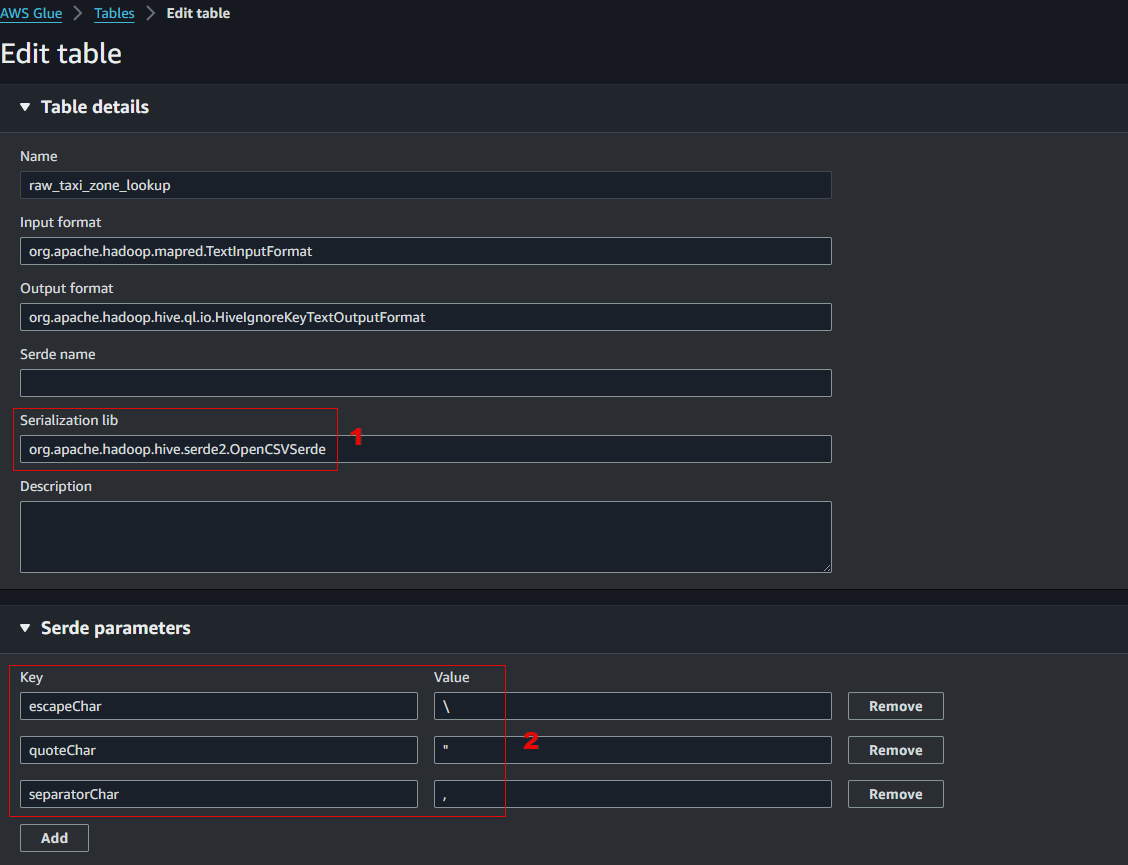 AWS Glue > Tables > Edit table
Edit table
Table details
Name
raw_taxi_zone_lookup
Input format
org.apache.hadoop.mapred.TextInputFormat
Output format
org.apache.hadoop.hive.ql.io.HiveIgnoreKeyTextOutputFormat
Serde name
Serialization lib
1
org.apache.hadoop.hive.serde2.OpenCSVSerde
Description
Serde parameters
Key Value
escapeChar \ Remove
2
quoteChar " Remove
separatorChar , Remove
Add